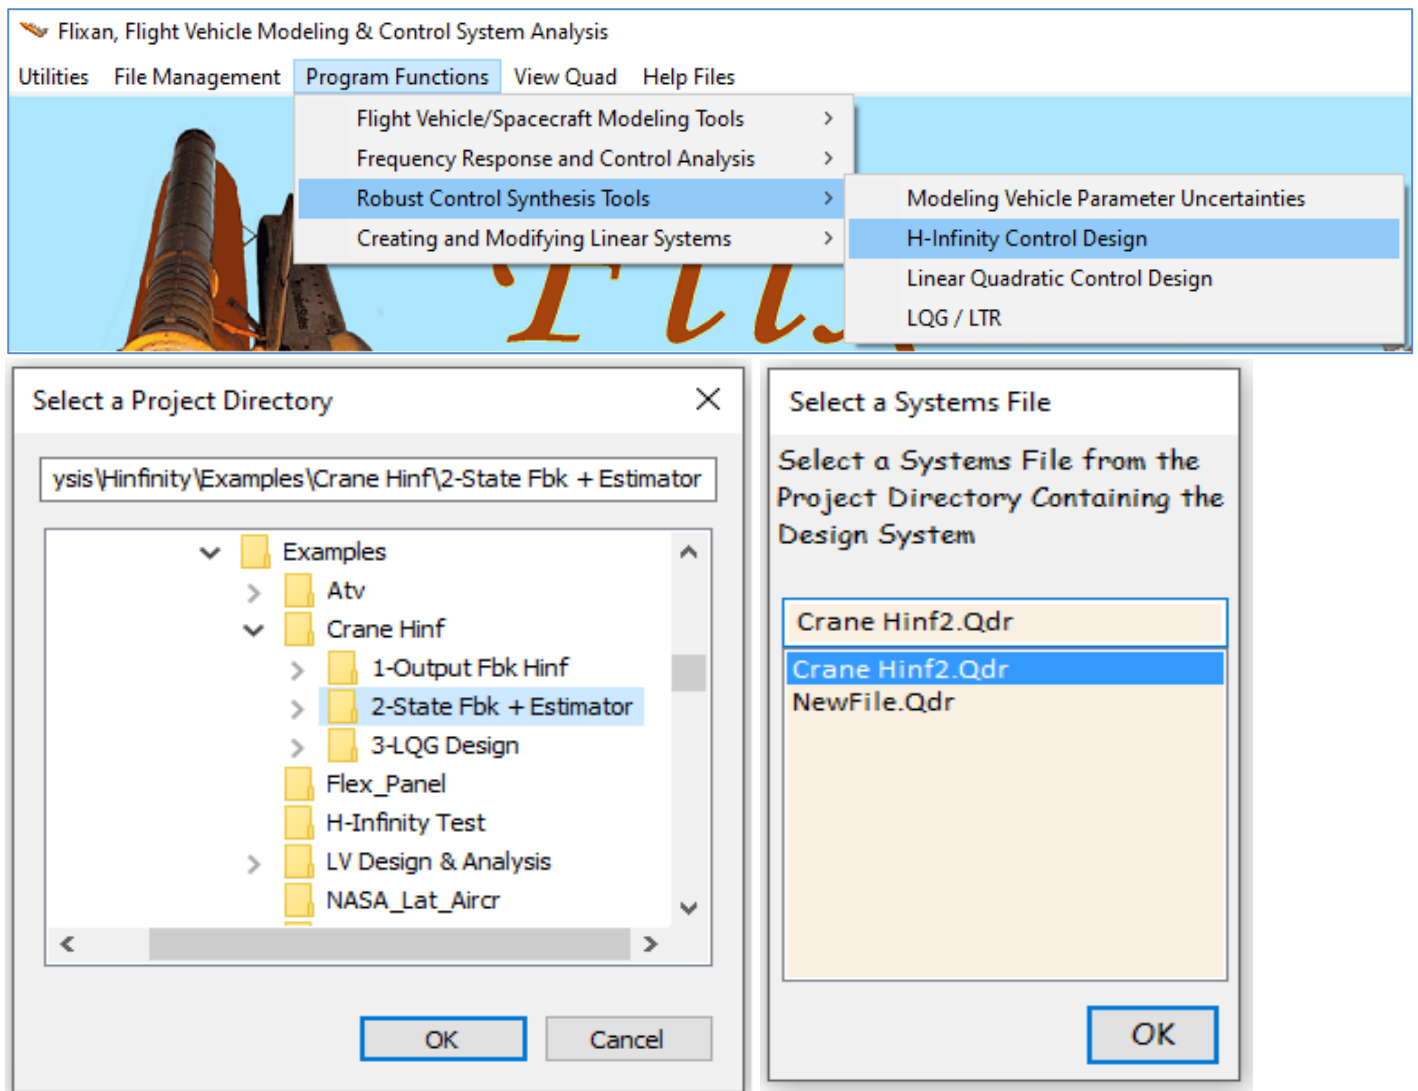 Flixan, Flight Vehicle Modeling & Control System Analysis
Utilities File Management Program Functions View Quad Help Files
Flight Vehicle/Spacecraft Modeling Tools
Frequency Response and Control Analysis
Robust Control Synthesis Tools
Creating and Modifying Linear Systems
Modeling Vehicle Parameter Uncertainties
H-Infinity Control Design
Linear Quadratic Control Design
LQG / LTR
Select a Project Directory
ysis\Hinfinity\Examples\Crane Hinf\2-State Fbk + Estimator
Examples
Atv
Crane Hinf
1-Output Fbk Hinf
2-State Fbk + Estimator
3-LQG Design
Flex_Panel
H-Infinity Test
LV Design & Analysis
NASA_Lat_Aircr
OK Cancel
Select a Systems File
Select a Systems File from the
Project Directory Containing the
Design System
Crane Hinf2.Qdr
Crane Hinf2.Qdr
NewFile.Qdr
OK